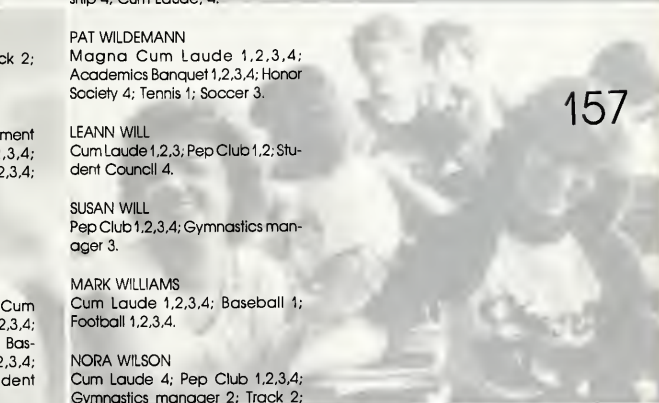 ck 2;
ment
,3,4;
2,3,4;
Cum
2,3,4;
Bas-
2,3,4;
dent
ship 4; Cum Laude, 4.
PAT WILDEMANN
Magna Cum Laude 1,2,3,4;
Academics Banquet 1,2,3,4; Honor
Society 4; Tennis 1; Soccer 3.
LEANN WILL
Cum Laude 1,2,3; Pep Club 1,2; Stu-
dent Council 4.
SUSAN WILL
Pep Club 1,2,3,4; Gymnastics man-
ager 3.
MARK WILLIAMS
Cum Laude 1,2,3,4; Baseball 1;
Football 1,2,3,4.
NORA WILSON
Cum Laude 4; Pep Club 1,2,3,4;
Gymnastics manager 2; Track 2;
157